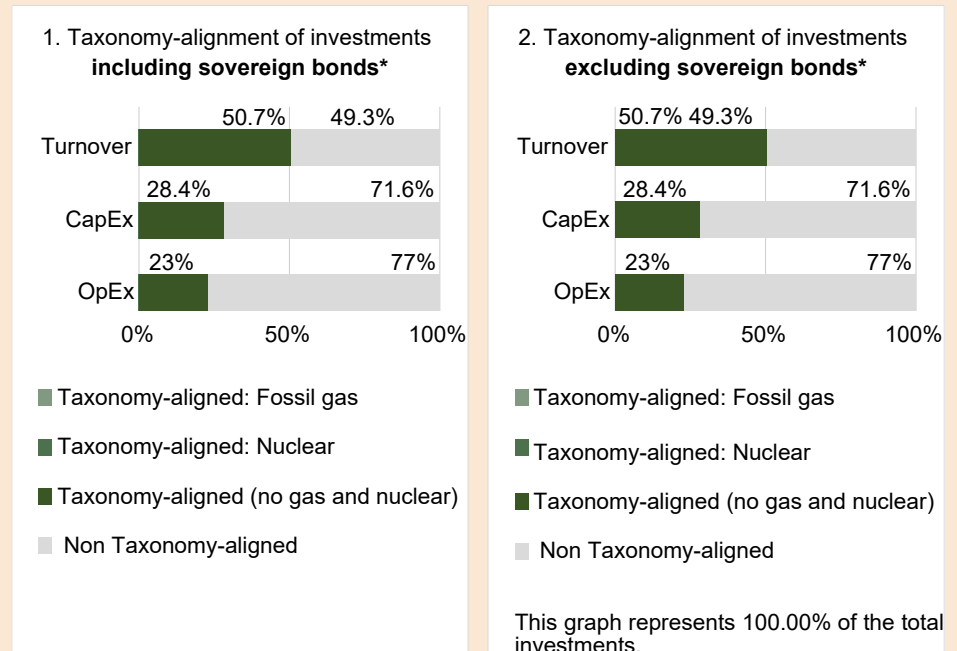 1. Taxonomy-alignment of investments
including sovereign bonds*
50.7% 49.3%
Turnover
28.4% 71.6%
CapEx
23% 77%
OpEx
0% 50% 100%
Taxonomy-aligned: Fossil gas
Taxonomy-aligned: Nuclear
Taxonomy-aligned (no gas and nuclear)
Non Taxonomy-aligned
2. Taxonomy-alignment of investments
excluding sovereign bonds*
50.7% 49.3%
Turnover
28.4% 71.6%
CapEx
23% 77%
OpEx
0% 50% 100%
Taxonomy-aligned: Fossil gas
Taxonomy-aligned: Nuclear
Taxonomy-aligned (no gas and nuclear)
Non Taxonomy-aligned
This graph represents 100.00% of the total
investments.